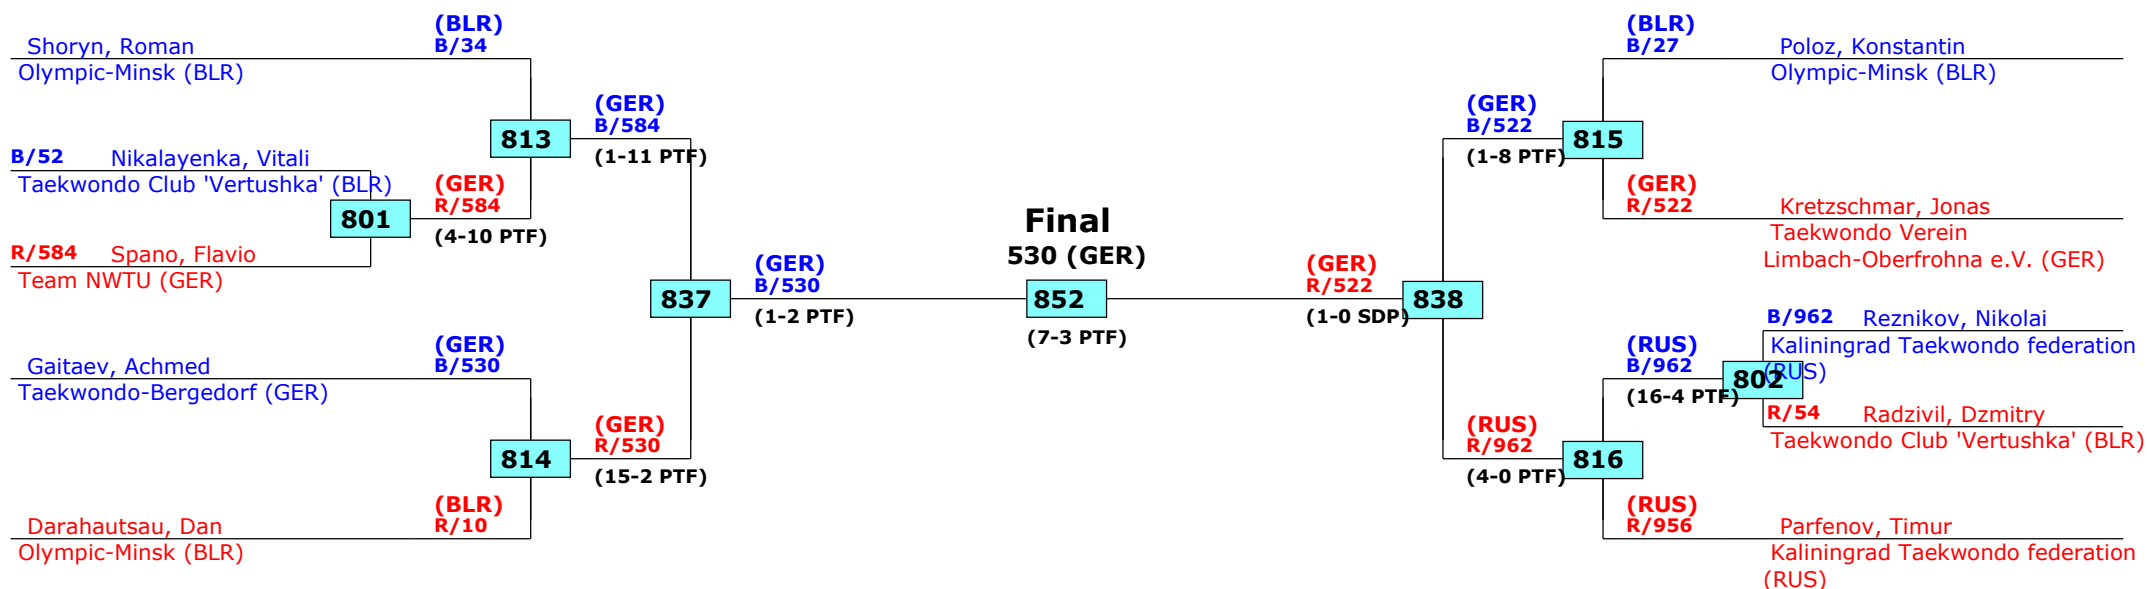 (BLR)
B/34
Shoryn, Roman
Olympic-Minsk (BLR)
813
(GER)
B/584
(1-11 PTF)
B/52 Nikalayenka, Vitali
Taekwondo Club 'Vertushka' (BLR)
801
(GER)
R/584
(4-10 PTF)
R/584 Spano, Flavio
Team NWTU (GER)
837
(GER)
B/530
(1-2 PTF)
(GER)
B/530
Gaitaev, Achmed
Taekwondo-Bergedorf (GER)
814
(GER)
R/530
(15-2 PTF)
(BLR)
R/10
Darahautsau, Dan
Olympic-Minsk (BLR)
Final
530 (GER)
852
(7-3 PTF)
(BLR)
B/27
Poloz, Konstantin
Olympic-Minsk (BLR)
(GER)
B/522
(1-8 PTF)
815
(GER)
R/522
Kretzschmar, Jonas
Taekwondo Verein
Limbach-Oberfrohna e.V. (GER)
(GER)
R/522
(1-0 SDP)
838
B/962 Reznikov, Nikolai
Kaliningrad Taekwondo federation
(RUS)
(RUS)
B/962
(16-4 PTF)
802
R/54 Radzivil, Dzmitry
Taekwondo Club 'Vertushka' (BLR)
(RUS)
R/962
(4-0 PTF)
816
(RUS)
R/956
Parfenov, Timur
Kaliningrad Taekwondo federation
(RUS)